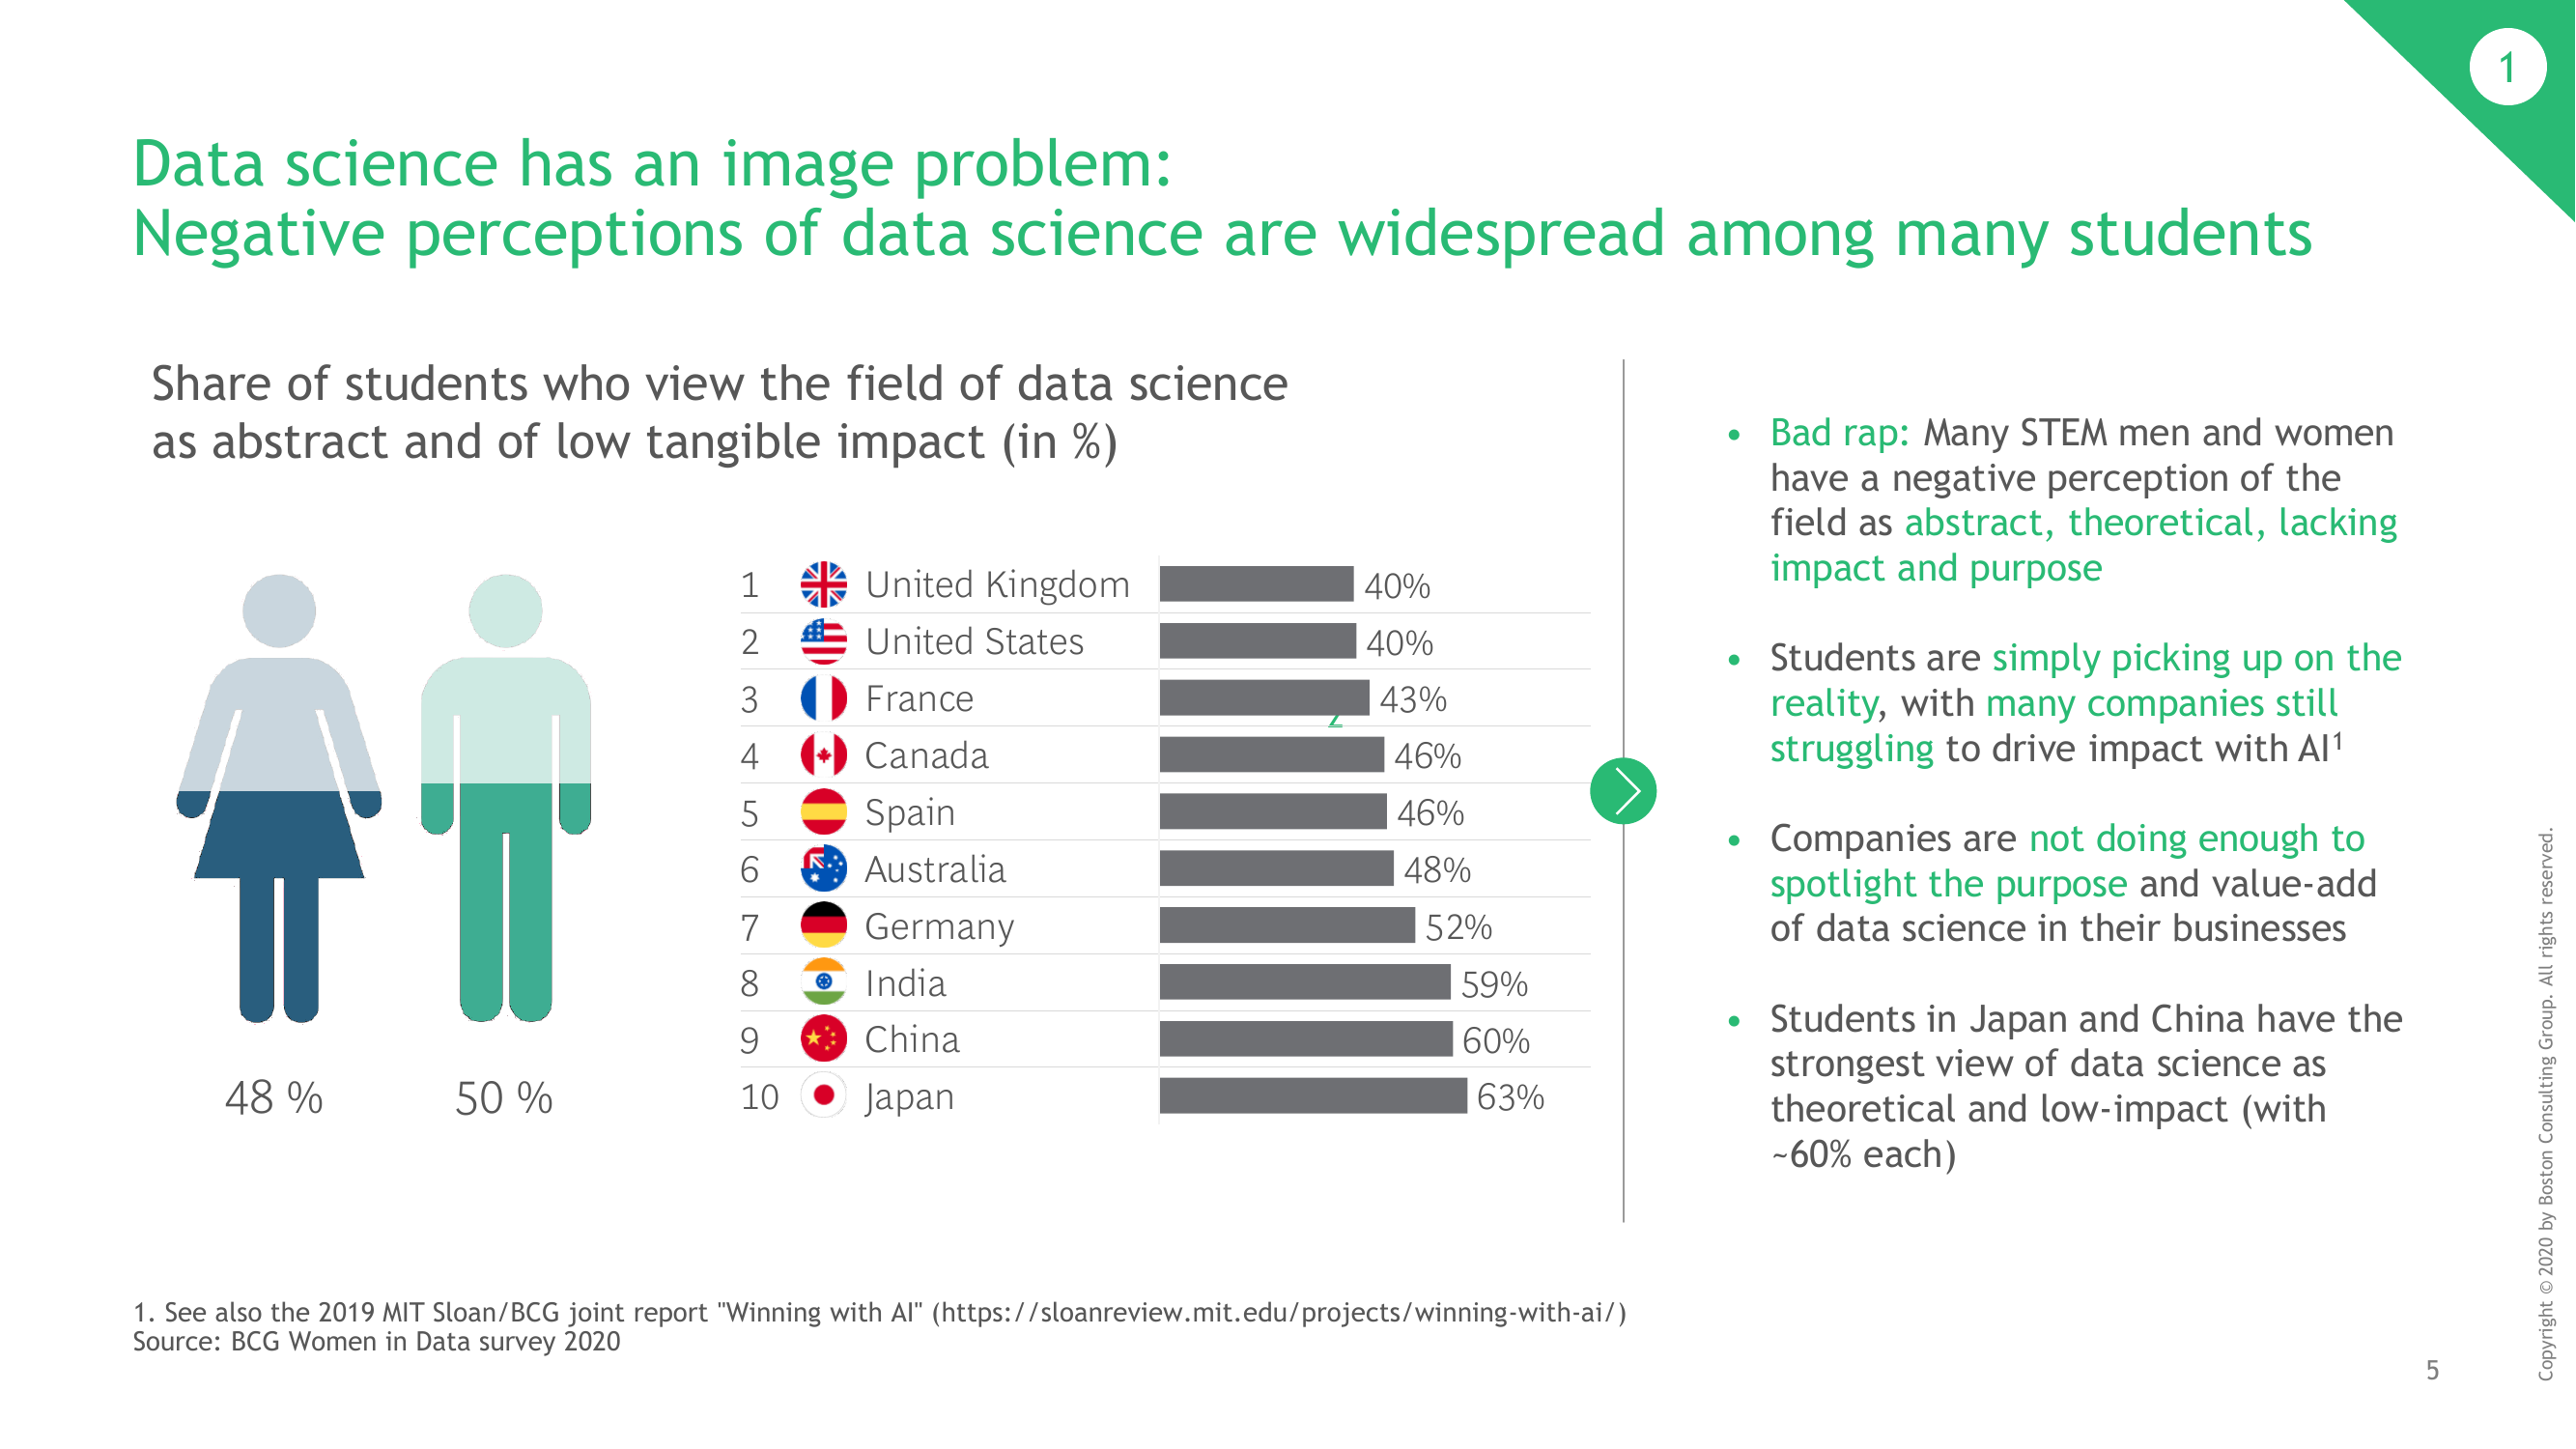 1
Data science has an image problem:
Negative perceptions of data science are widespread among many students
Share of students who view the field of data science
as abstract and of low tangible impact (in %)
48 %
50 %
1 United Kingdom 40%
2 United States 40%
3 France 43%
4 Canada 46%
5 Spain 46%
6 Australia 48%
7 Germany 52%
8 India 59%
9 China 60%
10 Japan 63%
• Bad rap: Many STEM men and women
have a negative perception of the
field as abstract, theoretical, lacking
impact and purpose
• Students are simply picking up on the
reality, with many companies still
struggling to drive impact with AI¹
• Companies are not doing enough to
spotlight the purpose and value-add
of data science in their businesses
• Students in Japan and China have the
strongest view of data science as
theoretical and low-impact (with
~60% each)
1. See also the 2019 MIT Sloan/BCG joint report "Winning with AI" (https://sloanreview.mit.edu/projects/winning-with-ai/)
Source: BCG Women in Data survey 2020
5
Copyright © 2020 by Boston Consulting Group. All rights reserved.